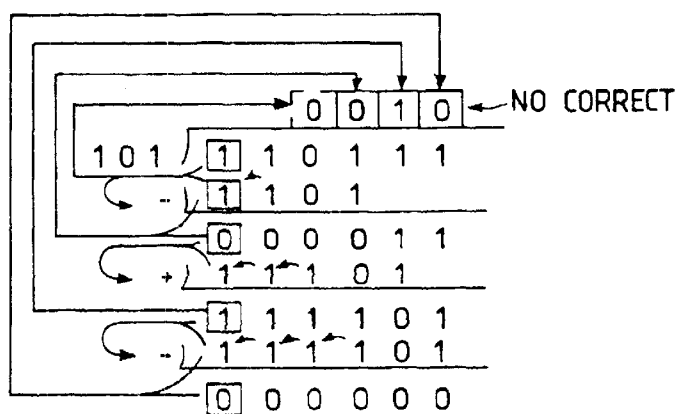 0 0 1 0 NO CORRECT
1 0 1 1 1 0 1 1 1
- 1 1 0 1
0 0 0 0 1 1
+ 1 1 1 0 1
1 1 1 1 0 1
- 1 1 1 1 0 1
0 0 0 0 0 0